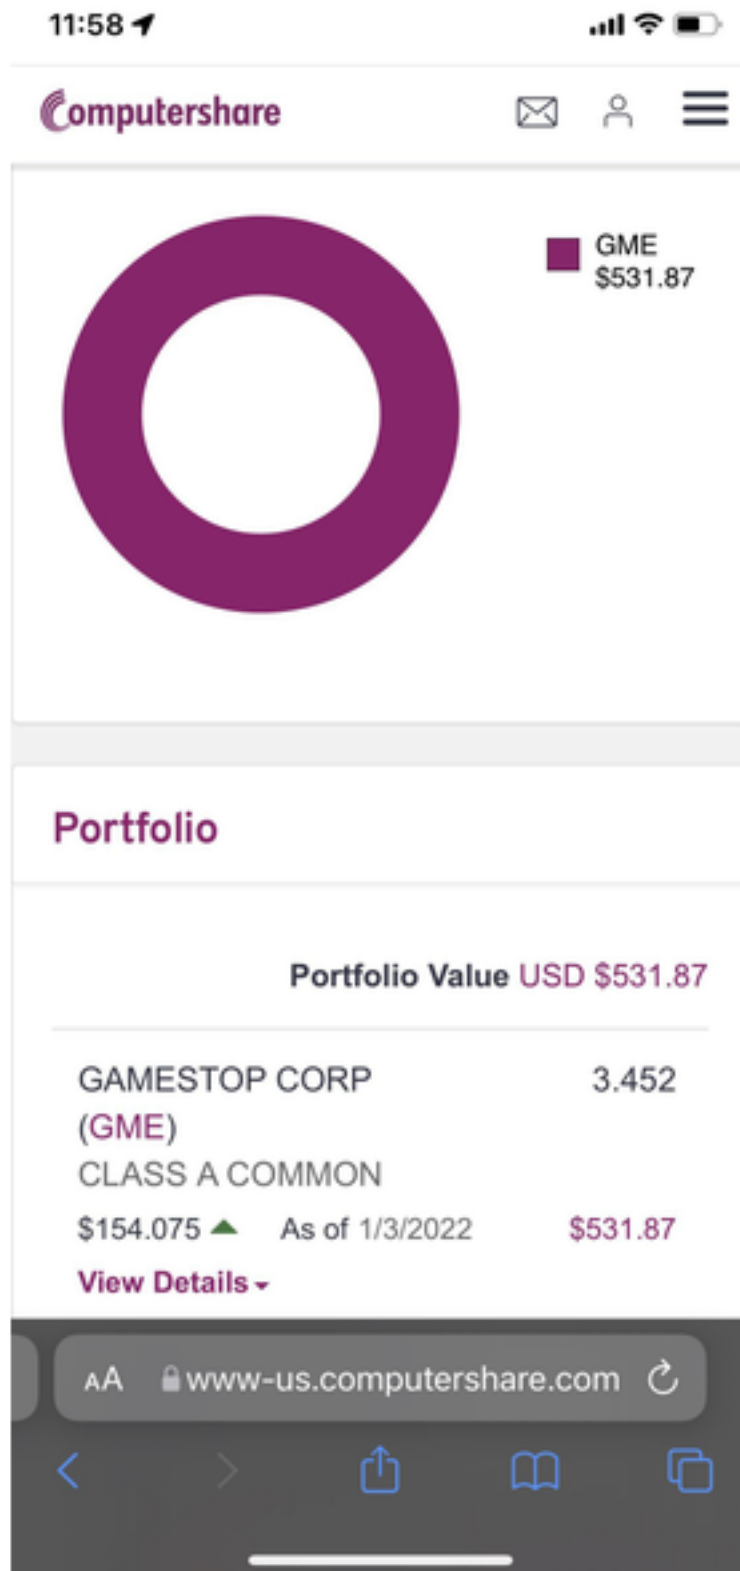 11:58
Computershare
GME
$531.87
Portfolio
Portfolio Value USD $531.87
GAMESTOP CORP 3.452
(GME)
CLASS A COMMON
$154.075 As of 1/3/2022 $531.87
View Details
AA www-us.computershare.com